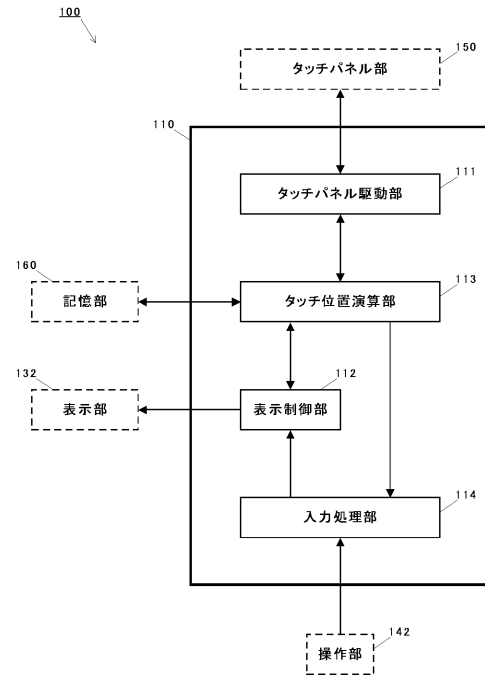 100
150
タッチパネル部
110
111
タッチパネル駆動部
160
113
記憶部
タッチ位置演算部
132
112
表示部
表示制御部
114
入力処理部
142
操作部